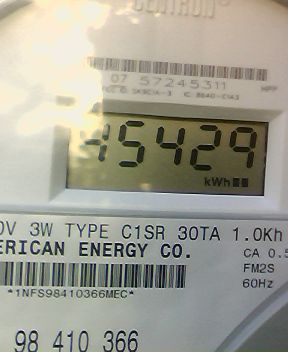 CENTRON
07 57245311
45429
kWh
0V 3W TYPE C1SR 30TA 1.0Kh
ERICAN ENERGY CO.
CA 0.5
FM2S
60Hz
*1NFS98410366MEC*
98 410 366